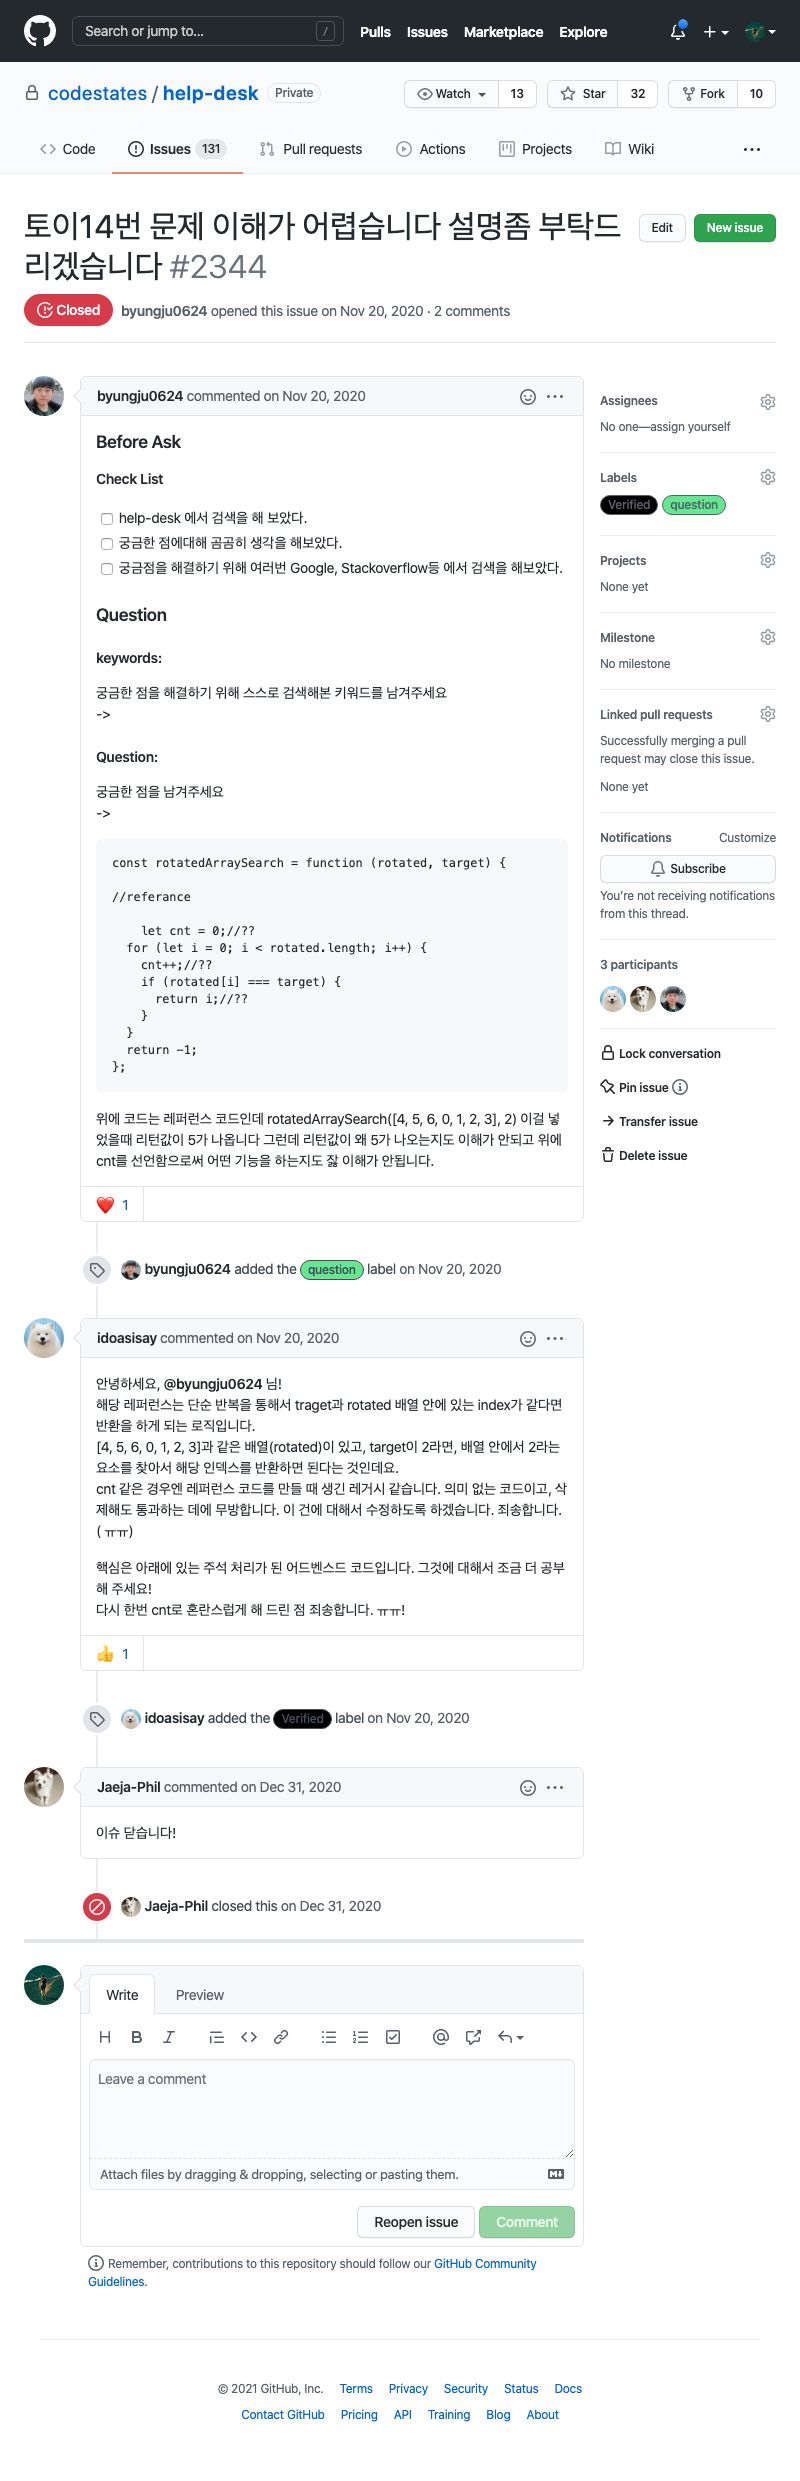 Search or jump to... /
Pulls Issues Marketplace Explore
codestates / help-desk Private
Watch 13 Star 32 Fork 10
Code Issues 131 Pull requests Actions Projects Wiki
토이14번 문제 이해가 어렵습니다 설명좀 부탁드
리겠습니다 #2344
Edit New issue
Closed byungju0624 opened this issue on Nov 20, 2020 · 2 comments
byungju0624 commented on Nov 20, 2020
Before Ask
Check List
help-desk 에서 검색을 해 보았다.
궁금한 점에대해 곰곰히 생각을 해보았다.
궁금점을 해결하기 위해 여러번 Google, Stackoverflow등 에서 검색을 해보았다.
Question
keywords:
궁금한 점을 해결하기 위해 스스로 검색해본 키워드를 남겨주세요
->
Question:
궁금한 점을 남겨주세요
->
const rotatedArraySearch = function (rotated, target) {
//referance
let cnt = 0;//??
for (let i = 0; i < rotated.length; i++) {
cnt++;//??
if (rotated[i] === target) {
return i;//??
}
}
return -1;
};
위에 코드는 레퍼런스 코드인데 rotatedArraySearch([4, 5, 6, 0, 1, 2, 3], 2) 이걸 넣
었을때 리턴값이 5가 나옵니다 그런데 리턴값이 왜 5가 나오는지도 이해가 안되고 위에
cnt를 선언함으로써 어떤 기능을 하는지도 잛 이해가 안됩니다.
❤️ 1
byungju0624 added the question label on Nov 20, 2020
idoasisay commented on Nov 20, 2020
안녕하세요, @byungju0624 님!
해당 레퍼런스는 단순 반복을 통해서 traget과 rotated 배열 안에 있는 index가 같다면
반환을 하게 되는 로직입니다.
[4, 5, 6, 0, 1, 2, 3]과 같은 배열(rotated)이 있고, target이 2라면, 배열 안에서 2라는
요소를 찾아서 해당 인덱스를 반환하면 된다는 것인데요.
cnt 같은 경우엔 레퍼런스 코드를 만들 때 생긴 레거시 같습니다. 의미 없는 코드이고, 삭
제해도 통과하는 데에 무방합니다. 이 건에 대해서 수정하도록 하겠습니다. 죄송합니다.
( ㅠㅠ)
핵심은 아래에 있는 주석 처리가 된 어드벤스드 코드입니다. 그것에 대해서 조금 더 공부
해 주세요!
다시 한번 cnt로 혼란스럽게 해 드린 점 죄송합니다. ㅠㅠ!
👍 1
idoasisay added the Verified label on Nov 20, 2020
Jaeja-Phil commented on Dec 31, 2020
이슈 닫습니다!
Jaeja-Phil closed this on Dec 31, 2020
Write Preview
Leave a comment
Attach files by dragging & dropping, selecting or pasting them.
Reopen issue Comment
Remember, contributions to this repository should follow our GitHub Community
Guidelines.
Assignees
No one—assign yourself
Labels
Verified question
Projects
None yet
Milestone
No milestone
Linked pull requests
Successfully merging a pull
request may close this issue.
None yet
Notifications Customize
Subscribe
You're not receiving notifications
from this thread.
3 participants
Lock conversation
Pin issue
Transfer issue
Delete issue
© 2021 GitHub, Inc. Terms Privacy Security Status Docs
Contact GitHub Pricing API Training Blog About